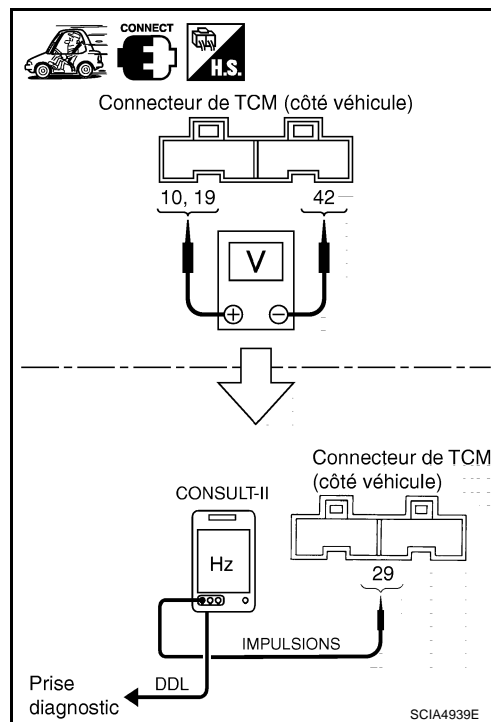 CONNECT
H.S.
Connecteur de TCM (côté véhicule)
10, 19
42
V
+
−
Connecteur de TCM
(côté véhicule)
CONSULT-II
Hz
29
IMPULSIONS
DDL
Prise
diagnostic
SCIA4939E